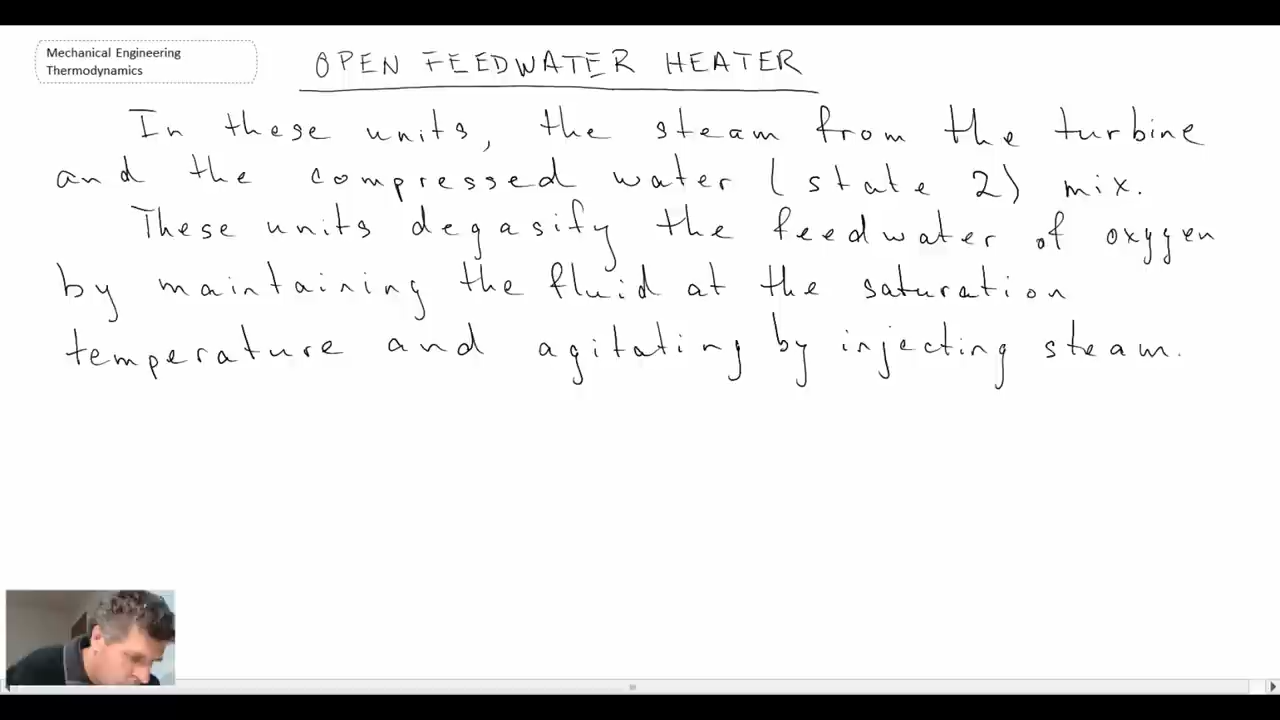 Mechanical Engineering
Thermodynamics
OPEN FEEDWATER HEATER
In these units, the steam from the turbine
and the compressed water (state 2) mix.
These units degasify the feedwater of oxygen
by maintaining the fluid at the saturation
temperature and agitating by injecting steam.